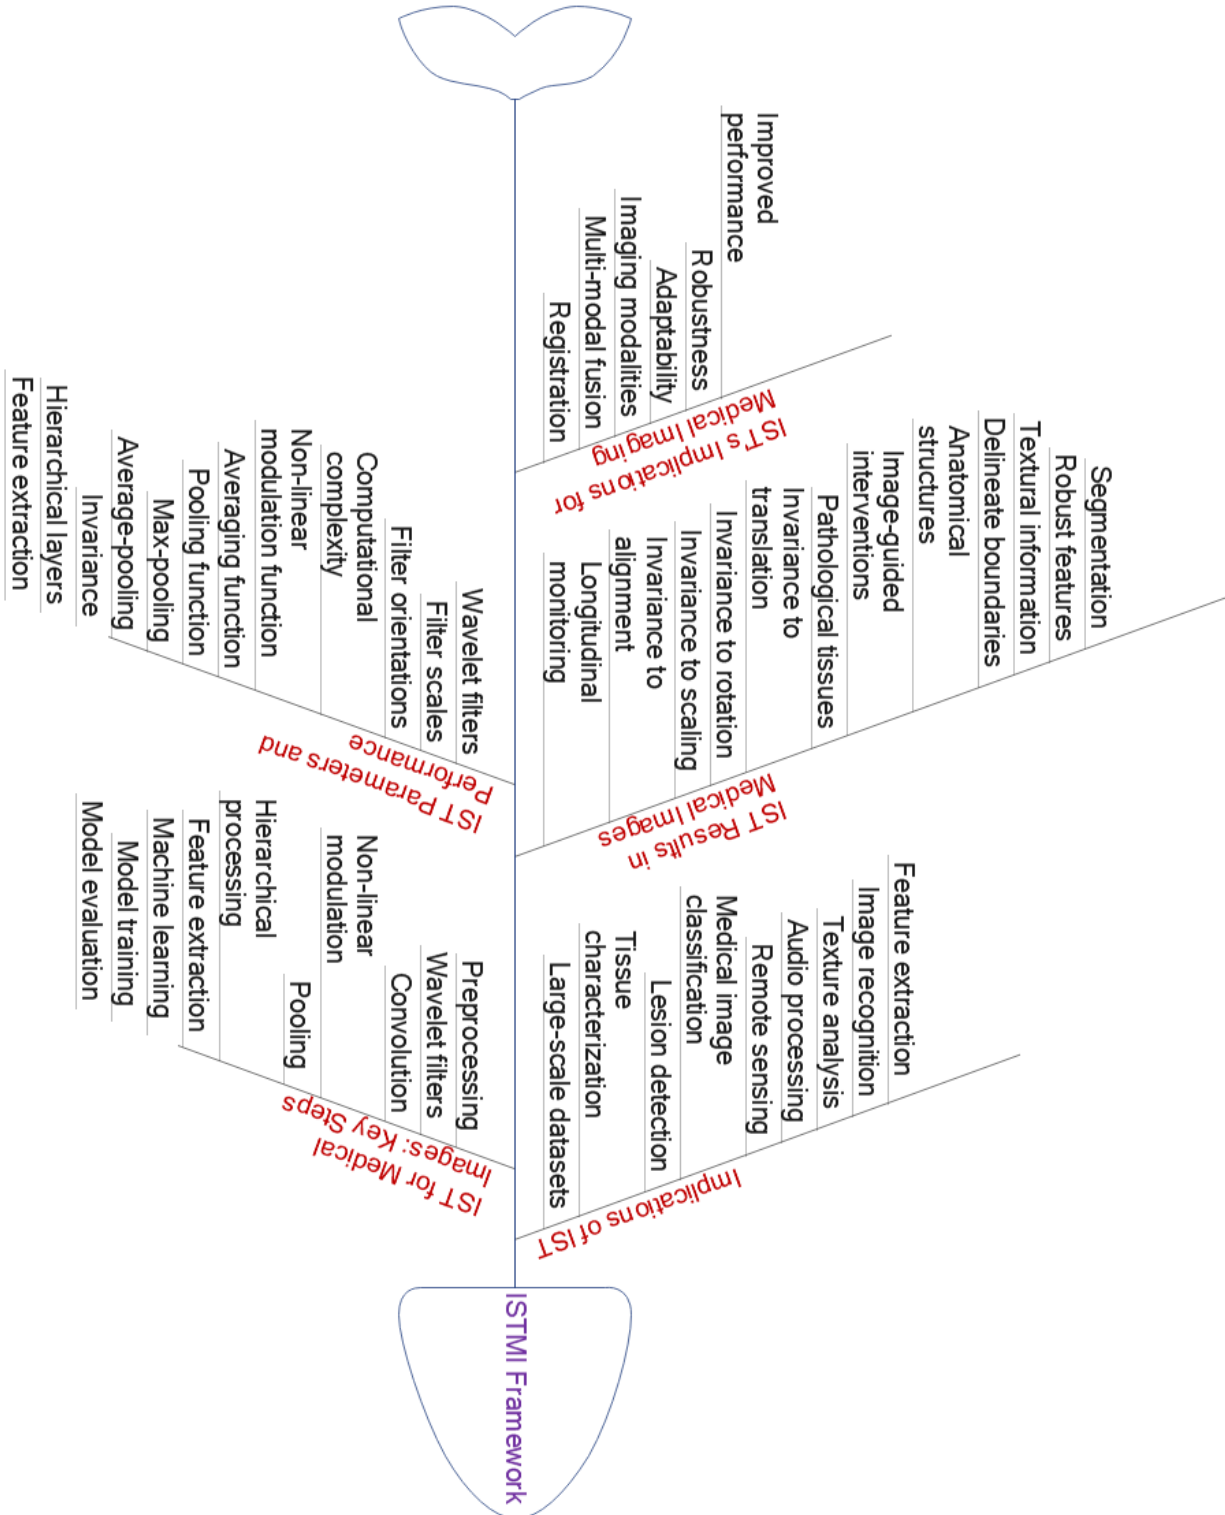 Improved
performance
Robustness
Adaptability
Imaging modalities
Multi-modal fusion
Registration
IST's Implications for
Medical Imaging
Segmentation
Robust features
Textural information
Delineate boundaries
Anatomical
structures
Image-guided
interventions
Pathological tissues
Invariance to
translation
Invariance to rotation
Invariance to scaling
Invariance to
alignment
Longitudinal
monitoring
IST Results in
Medical Images
Feature extraction
Image recognition
Texture analysis
Audio processing
Remote sensing
Medical image
classification
Lesion detection
Tissue
characterization
Large-scale datasets
Implications of IST
Wavelet filters
Filter scales
Filter orientations
Computational
complexity
Non-linear
modulation function
Averaging function
Pooling function
Max-pooling
Average-pooling
Invariance
Hierarchical layers
Feature extraction
IST Parameters and
Performance
Preprocessing
Wavelet filters
Convolution
Non-linear
modulation
Pooling
Hierarchical
processing
Feature extraction
Machine learning
Model training
Model evaluation
IST for Medical
Images: Key Steps
ISTMI Framework